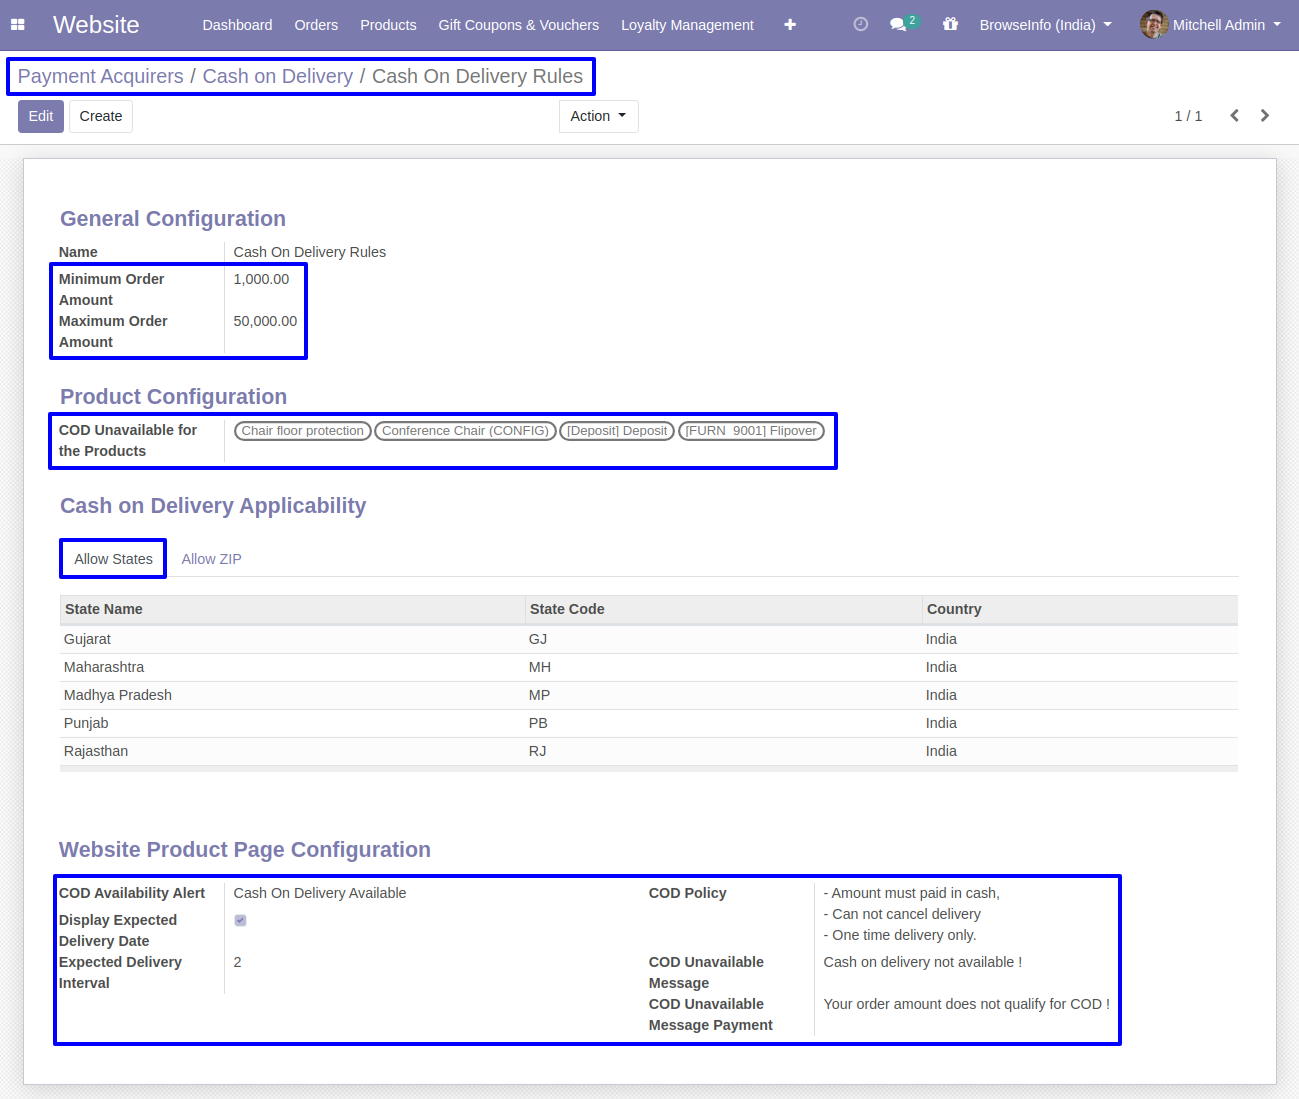 Website Dashboard Orders Products Gift Coupons & Vouchers Loyalty Management 2 BrowseInfo (India) Mitchell Admin
Payment Acquirers / Cash on Delivery / Cash On Delivery Rules
Edit Create Action 1 / 1
General Configuration
Name Cash On Delivery Rules
Minimum Order 1,000.00
Amount
Maximum Order 50,000.00
Amount
Product Configuration
COD Unavailable for Chair floor protection Conference Chair (CONFIG) [Deposit] Deposit [FURN_9001] Flipover
the Products
Cash on Delivery Applicability
Allow States Allow ZIP
State Name State Code Country
Gujarat GJ India
Maharashtra MH India
Madhya Pradesh MP India
Punjab PB India
Rajasthan RJ India
Website Product Page Configuration
COD Availability Alert Cash On Delivery Available COD Policy - Amount must paid in cash,
Display Expected - Can not cancel delivery
Delivery Date - One time delivery only.
Expected Delivery 2 COD Unavailable Cash on delivery not available !
Interval Message
COD Unavailable Your order amount does not qualify for COD !
Message Payment